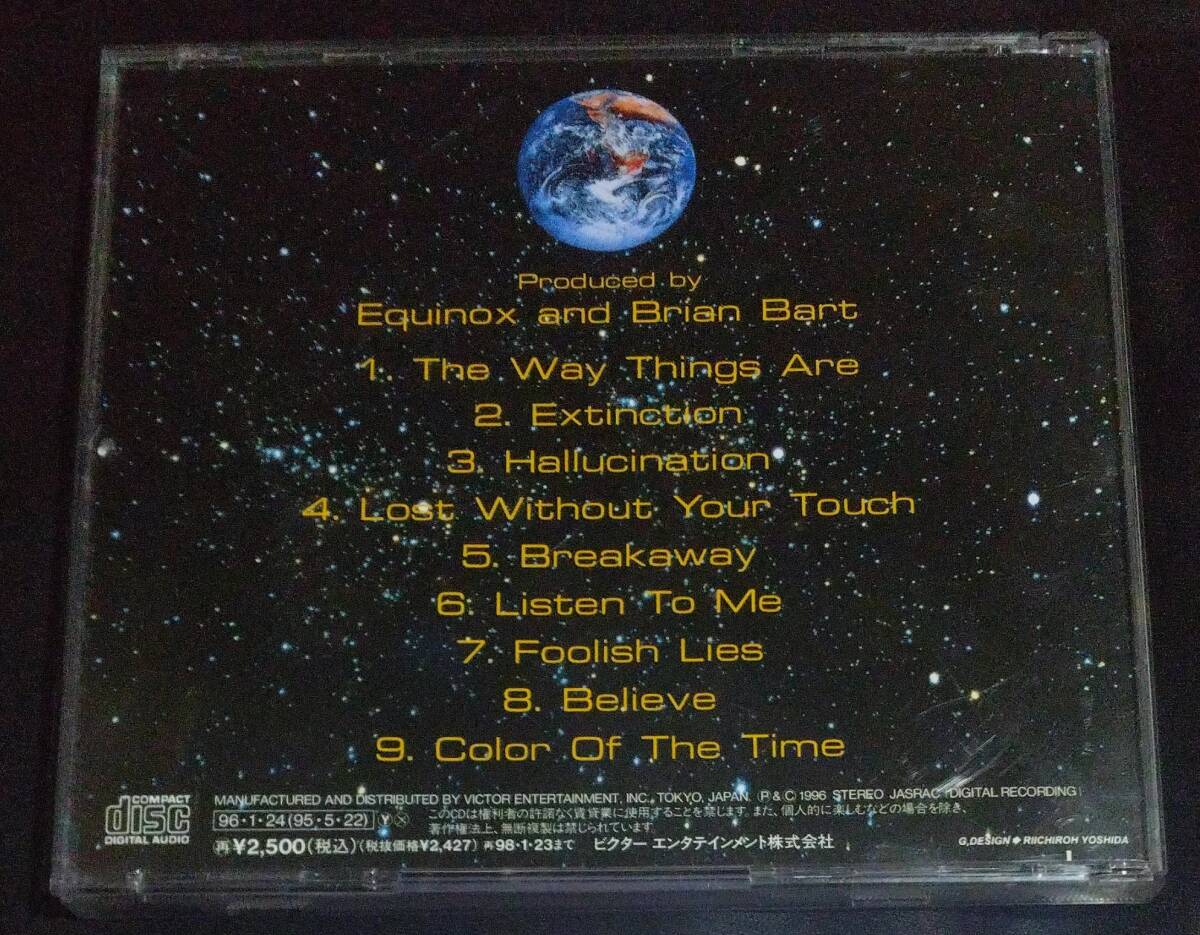 Produced by
Equinox and Brian Bart
1. The Way Things Are
2. Extinction
3. Hallucination
4. Lost Without Your Touch
5. Breakaway
6. Listen To Me
7. Foolish Lies
8. Believe
9. Color Of The Time
COMPACT
disc
DIGITAL AUDIO
MANUFACTURED AND DISTRIBUTED BY VICTOR ENTERTAINMENT, INC., TOKYO, JAPAN. (P & C) 1996 STEREO JASRAC (DIGITAL RECORDING)
96・1・24(95・5・22) Y X このCDは権利者の許諾なく賃貸業に使用することを禁じます。また、個人的に楽しむなどの場合を除き、
著作権法上、無断複製は禁じられています。
再¥2,500(税込)(税抜価格¥2,427) 再98・1・23まで ビクター エンタテインメント株式会社
G,DESIGN◆RIICHIROH YOSHIDA